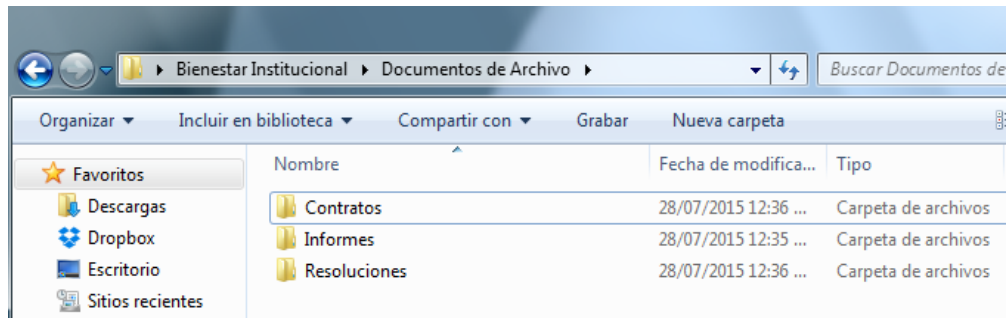 Bienestar Institucional Documentos de Archivo Buscar Documentos de
Organizar Incluir en biblioteca Compartir con Grabar Nueva carpeta
Favoritos
Descargas
Dropbox
Escritorio
Sitios recientes
Nombre Fecha de modifica... Tipo
Contratos 28/07/2015 12:36 ... Carpeta de archivos
Informes 28/07/2015 12:35 ... Carpeta de archivos
Resoluciones 28/07/2015 12:36 ... Carpeta de archivos